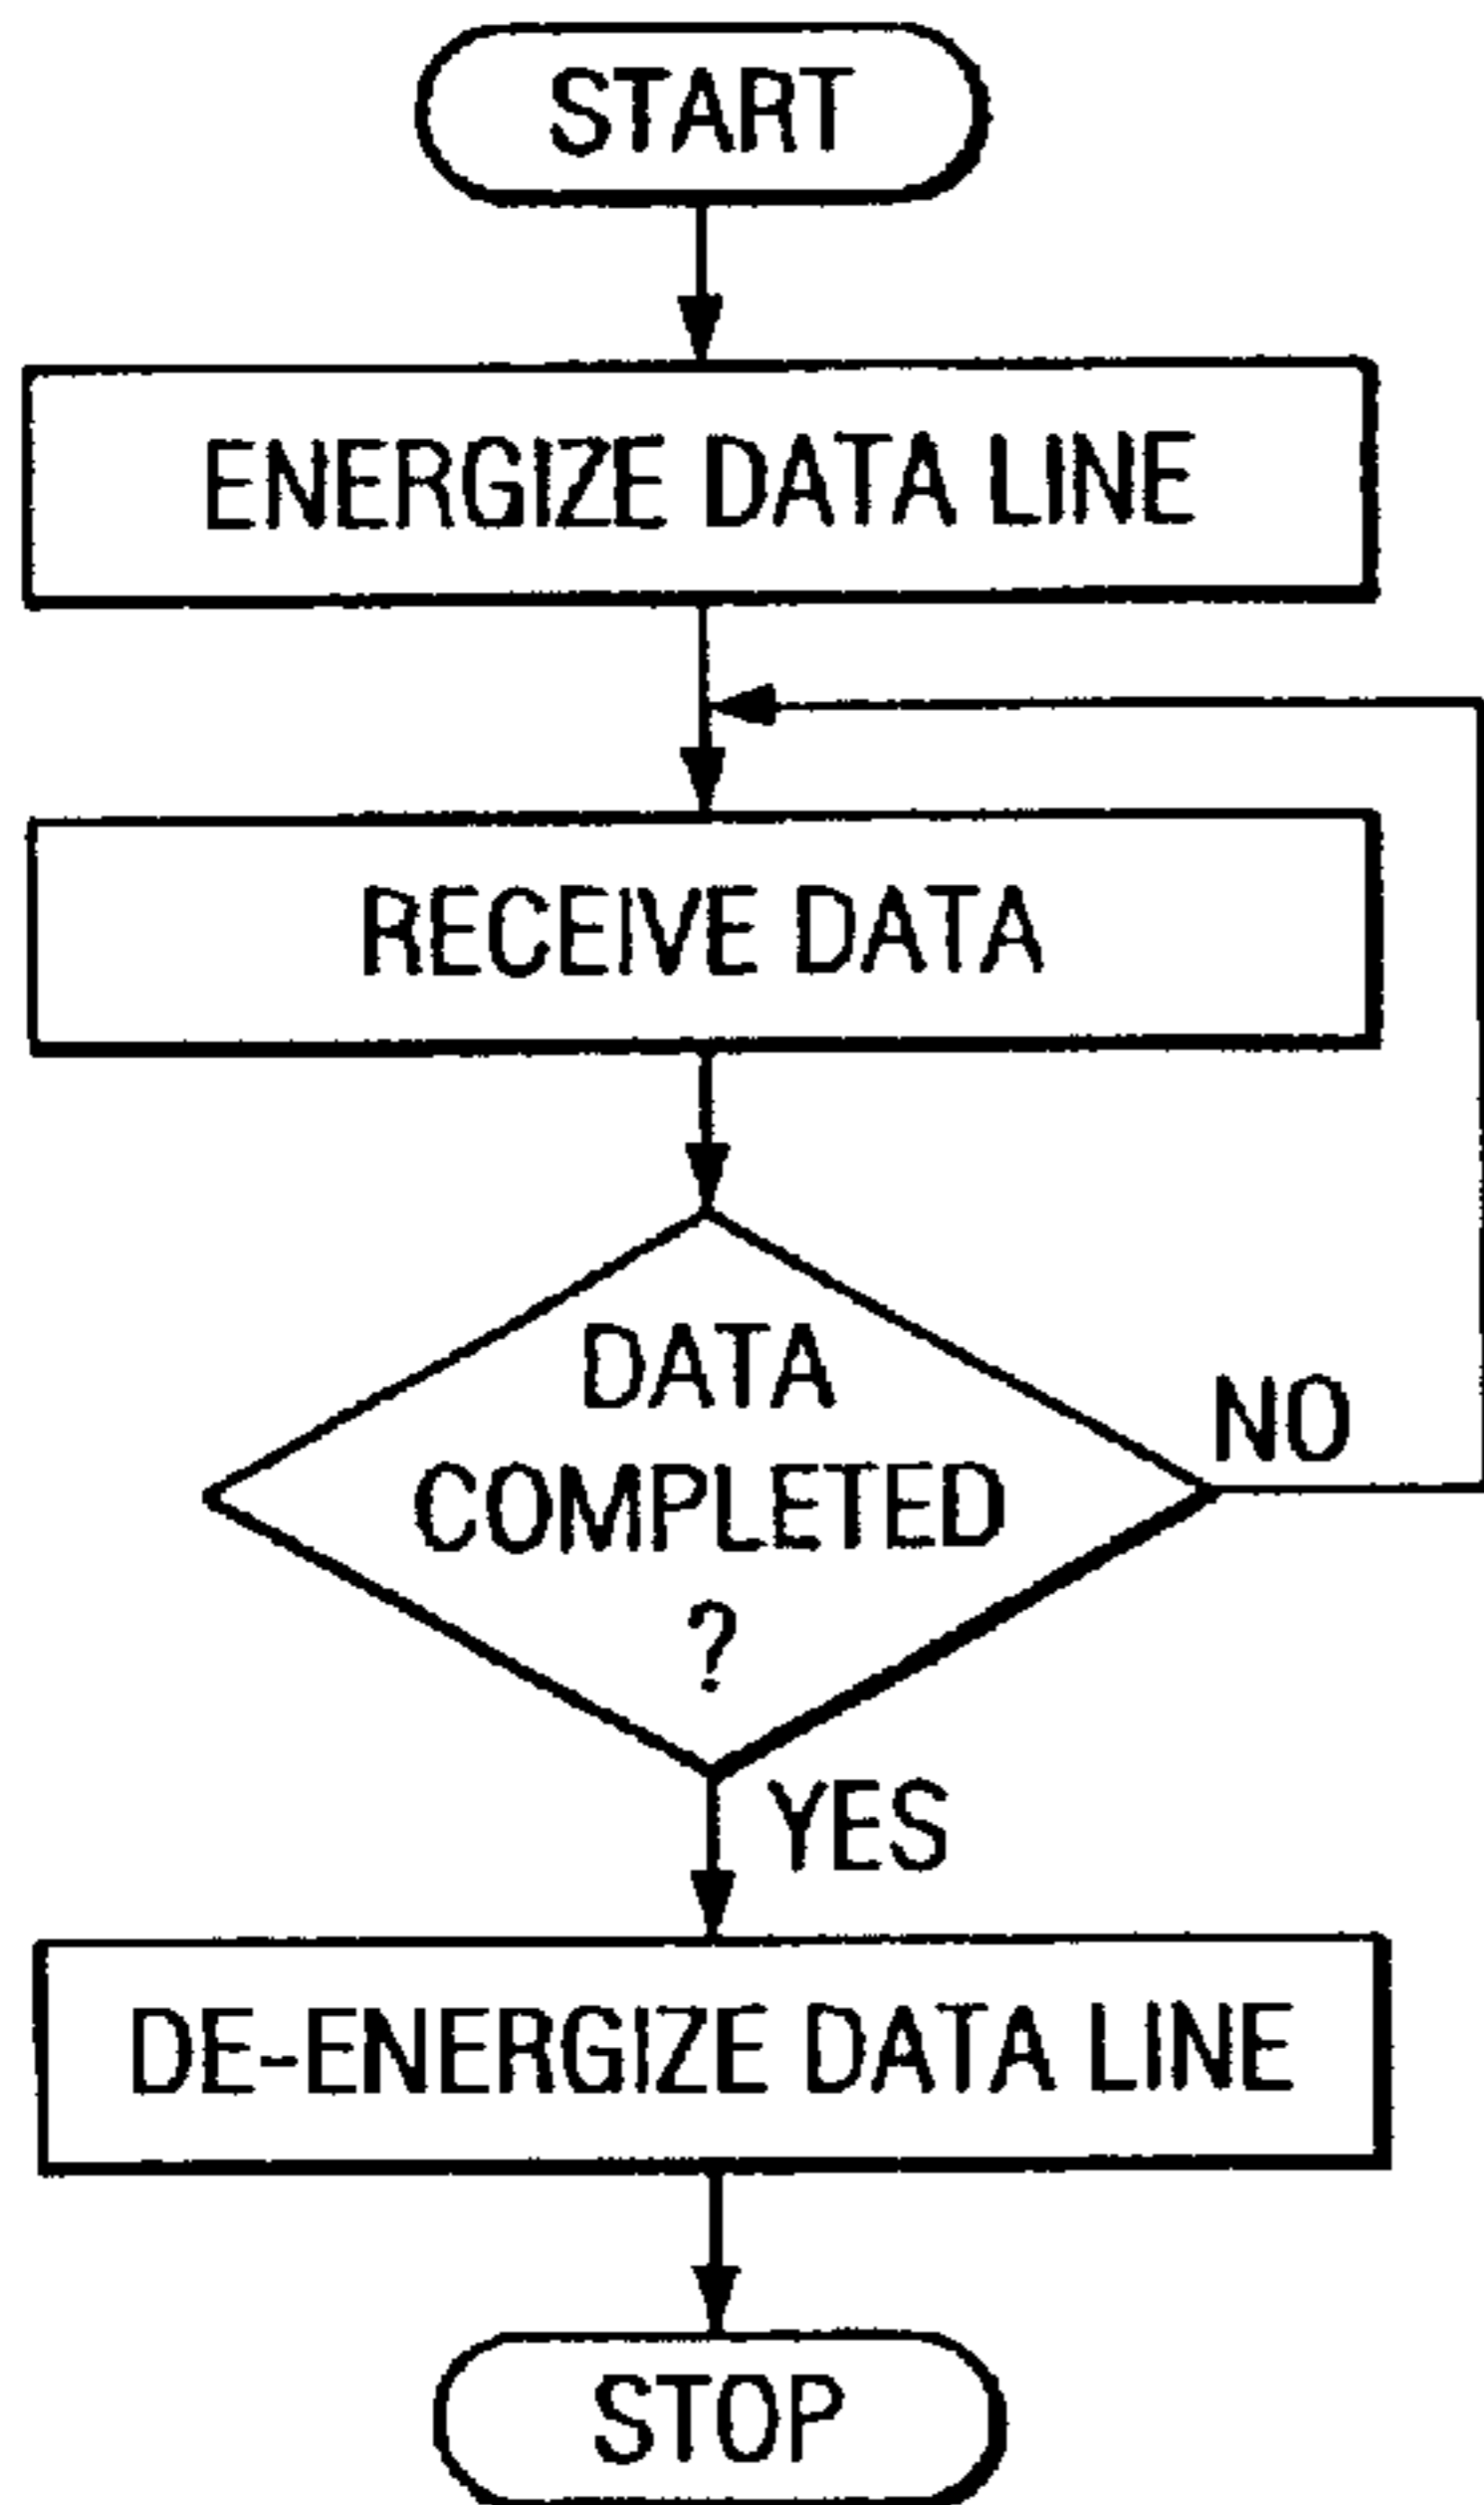 START
ENERGIZE DATA LINE
RECEIVE DATA
DATA
COMPLETED
?
NO
YES
DE-ENERGIZE DATA LINE
STOP